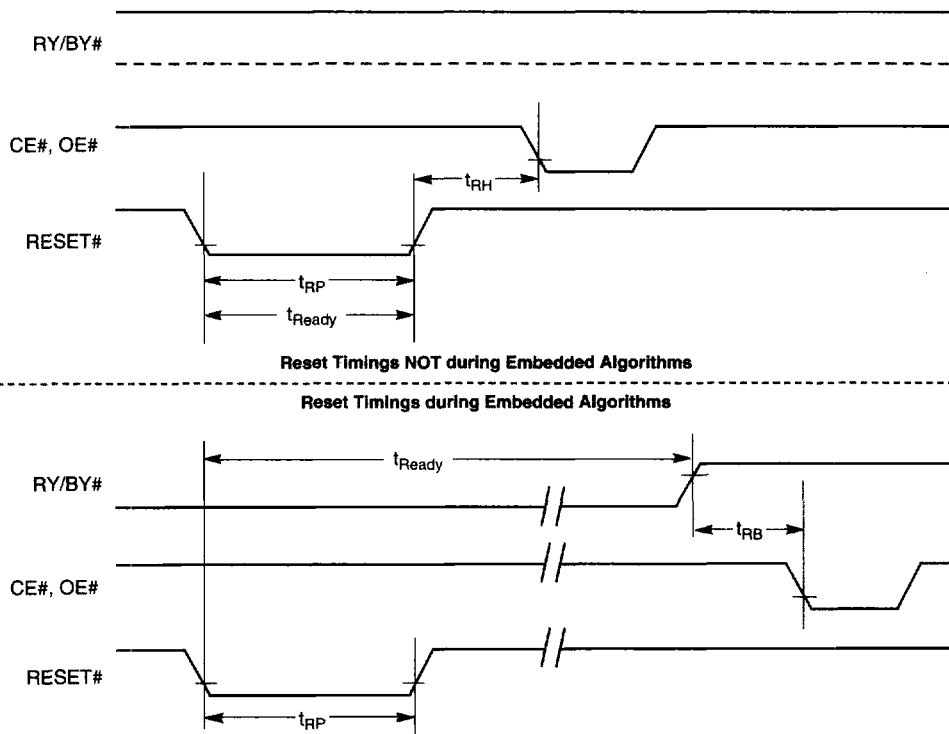 RY/BY#
CE#, OE#
tRH
RESET#
tRP
tReady
Reset Timings NOT during Embedded Algorithms
Reset Timings during Embedded Algorithms
tReady
RY/BY#
tRB
CE#, OE#
RESET#
tRP